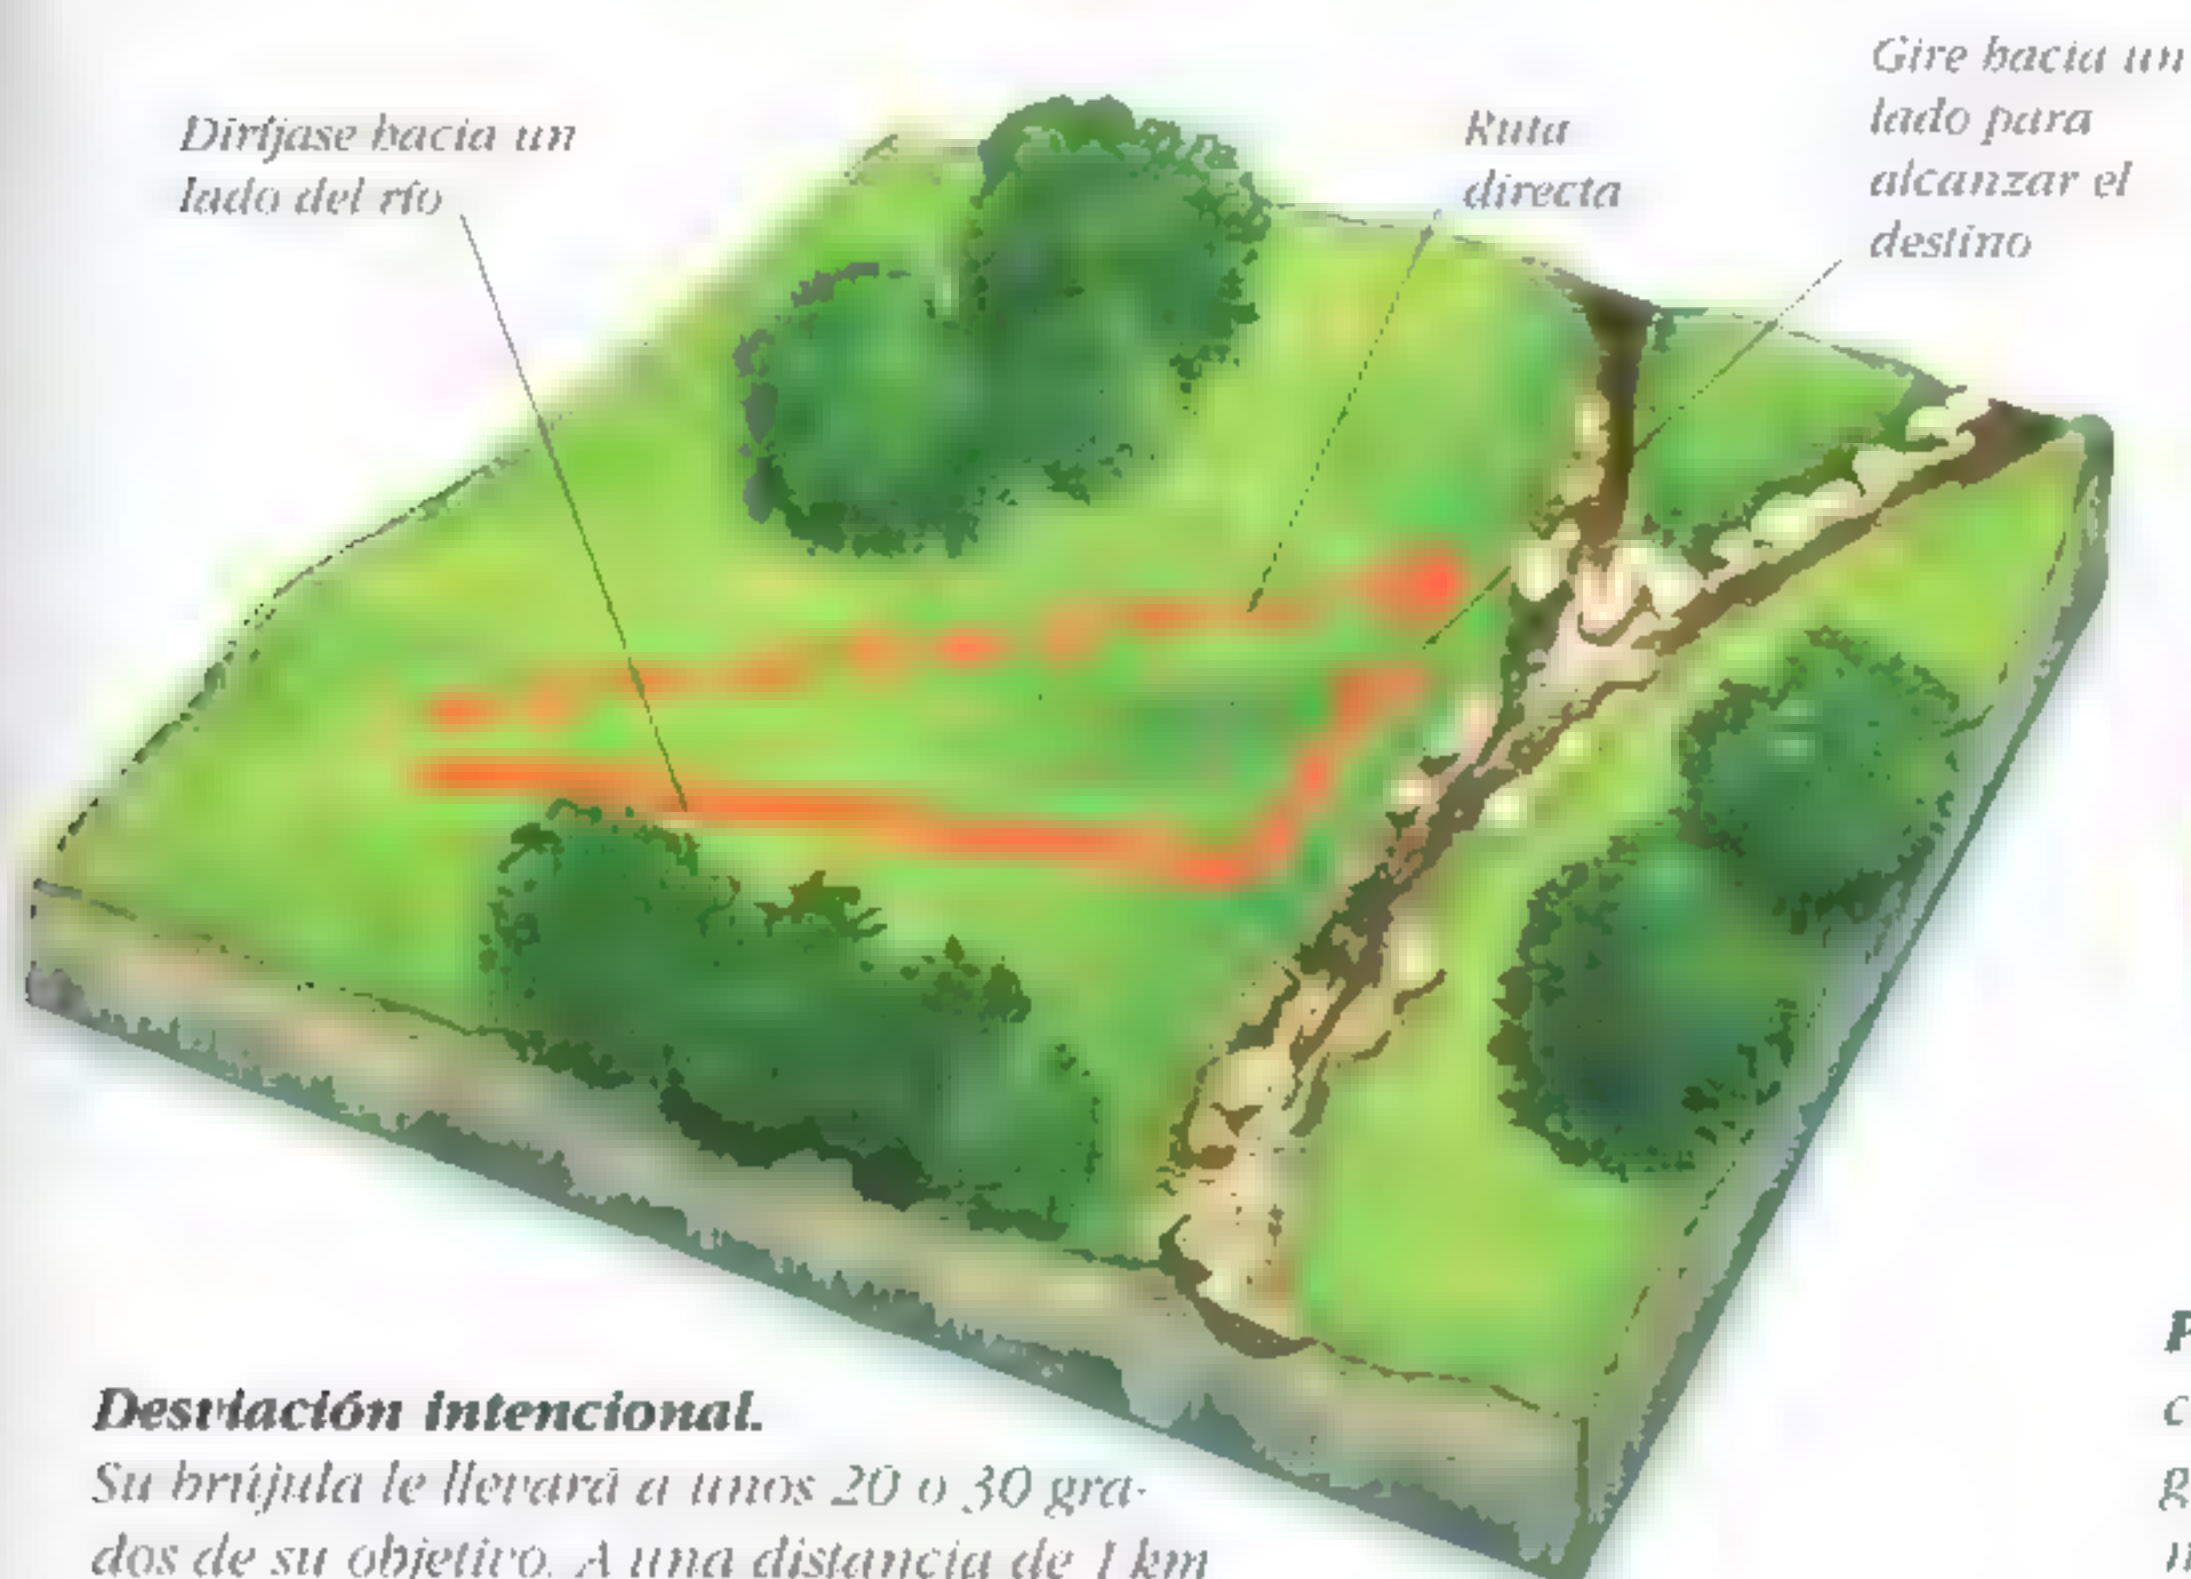 Diríjase hacia un
lado del río
Ruta
directa
Gire hacia un
lado para
alcanzar el
destino
Desviación intencional.
Su brújula le llevará a unos 20 o 30 gra-
dos de su objetivo. A una distancia de 1 km
P
c
g